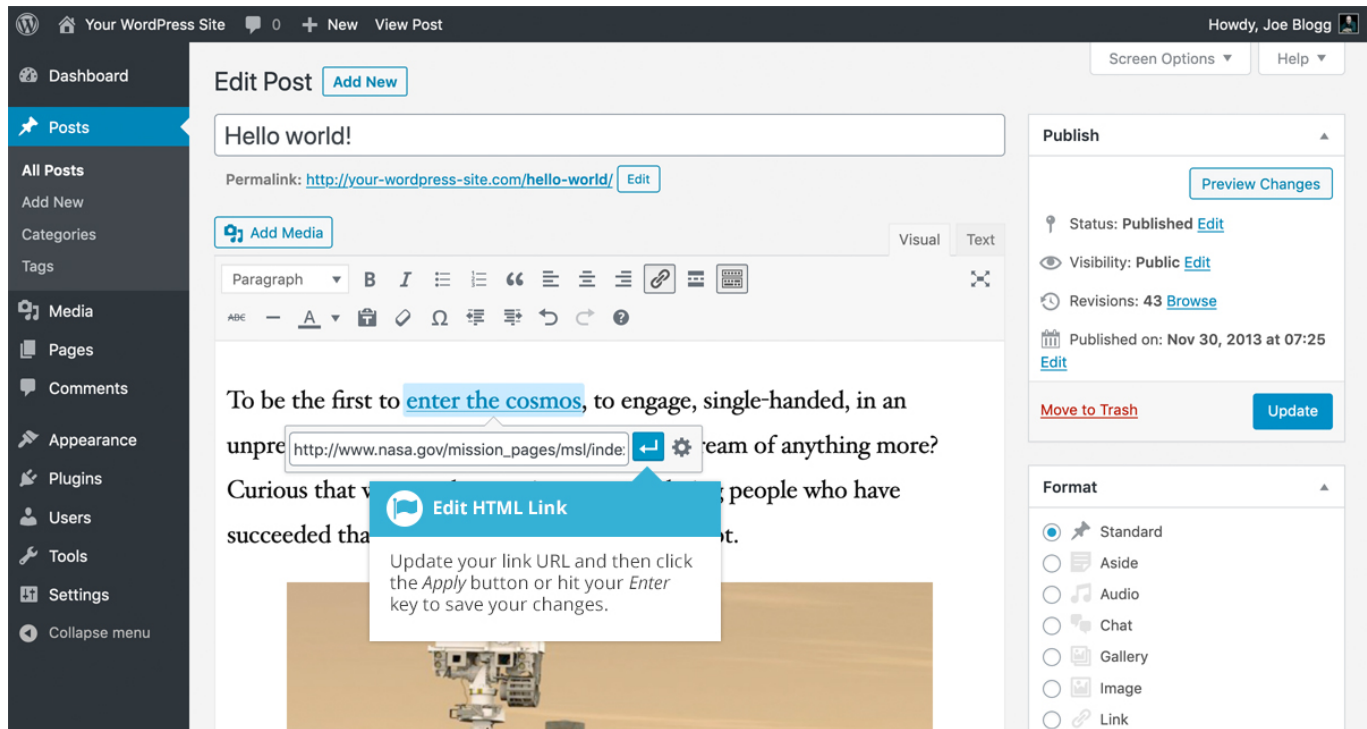 Your WordPress Site 0 New View Post Howdy, Joe Blogg
Dashboard
Posts
All Posts
Add New
Categories
Tags
Media
Pages
Comments
Appearance
Plugins
Users
Tools
Settings
Collapse menu
Screen Options Help
Edit Post Add New
Hello world!
Permalink: http://your-wordpress-site.com/hello-world/ Edit
Add Media
Visual Text
Paragraph B I
ABC A Ω
To be the first to enter the cosmos, to engage, single-handed, in an
unpre ream of anything more?
http://www.nasa.gov/mission_pages/msl/inde
Curious that people who have
succeeded tha
Edit HTML Link
Update your link URL and then click
the Apply button or hit your Enter
key to save your changes.
Publish
Preview Changes
Status: Published Edit
Visibility: Public Edit
Revisions: 43 Browse
Published on: Nov 30, 2013 at 07:25
Edit
Move to Trash Update
Format
Standard
Aside
Audio
Chat
Gallery
Image
Link